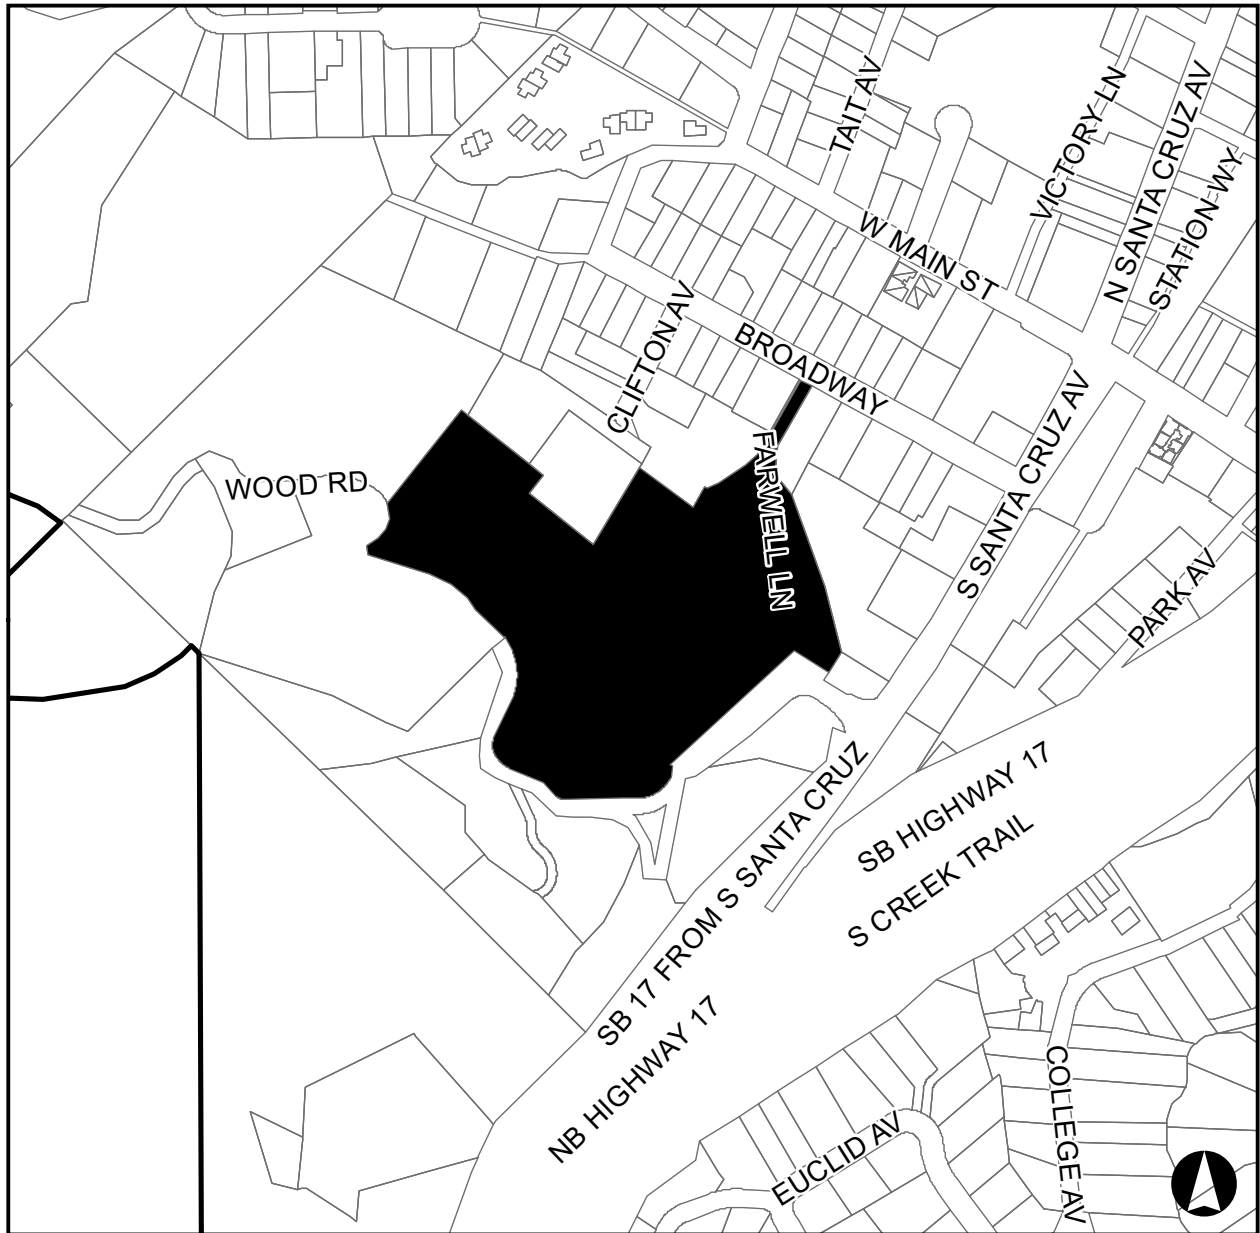 TAIT AV
VICTORY LN
N SANTA CRUZ AV
STATION WY
W MAIN ST
CLIFTON AV
BROADWAY
S SANTA CRUZ AV
WOOD RD
FARWELL LN
PARK AV
SB HIGHWAY 17
S CREEK TRAIL
SB 17 FROM S SANTA CRUZ
NB HIGHWAY 17
COLLEGE AV
EUCLID AV